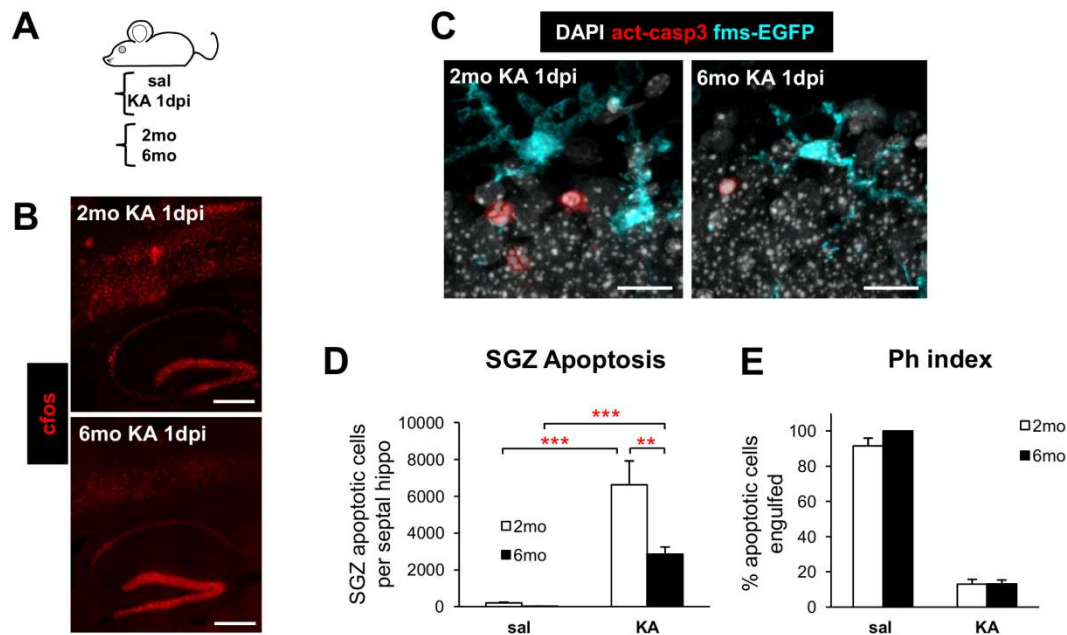 A
sal
KA 1dpi
2mo
6mo
B
2mo KA 1dpi
6mo KA 1dpi
cfos
C
DAPI act-casp3 fms-EGFP
2mo KA 1dpi
6mo KA 1dpi
D
SGZ Apoptosis
SGZ apoptotic cells
per septal hippo
10000
8000
6000
4000
2000
0
***
***
**
2mo
6mo
sal
KA
E
Ph index
% apoptotic cells
engulfed
100
80
60
40
20
0
2mo
6mo
sal
KA